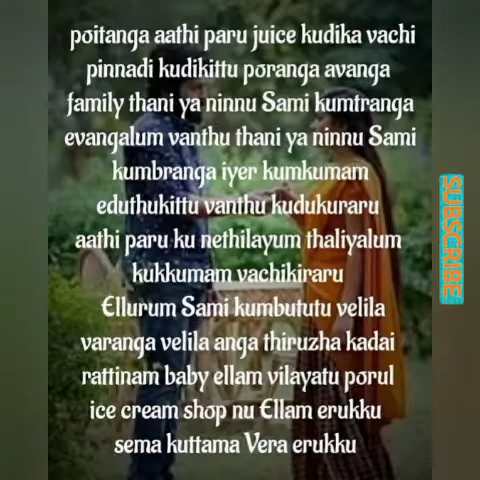 poitanga aathi paru juice kudika vachi
pinnadi kudikittu poranga avanga
family thani ya ninnu Sami kumtranga
evangalum vanthu thani ya ninnu Sami
kumbranga iyer kumkumam
eduthukittu vanthu kudukuraru
aathi paru ku nethilayum thaliyalum
kukkumam vachikiraru
Ellurum Sami kumbututu velila
varanga velila anga thiruzha kadai
rattinam baby ellam vilayatu porul
ice cream shop nu Ellam erukku
sema kuttama Vera erukku
SUBSCRIBE